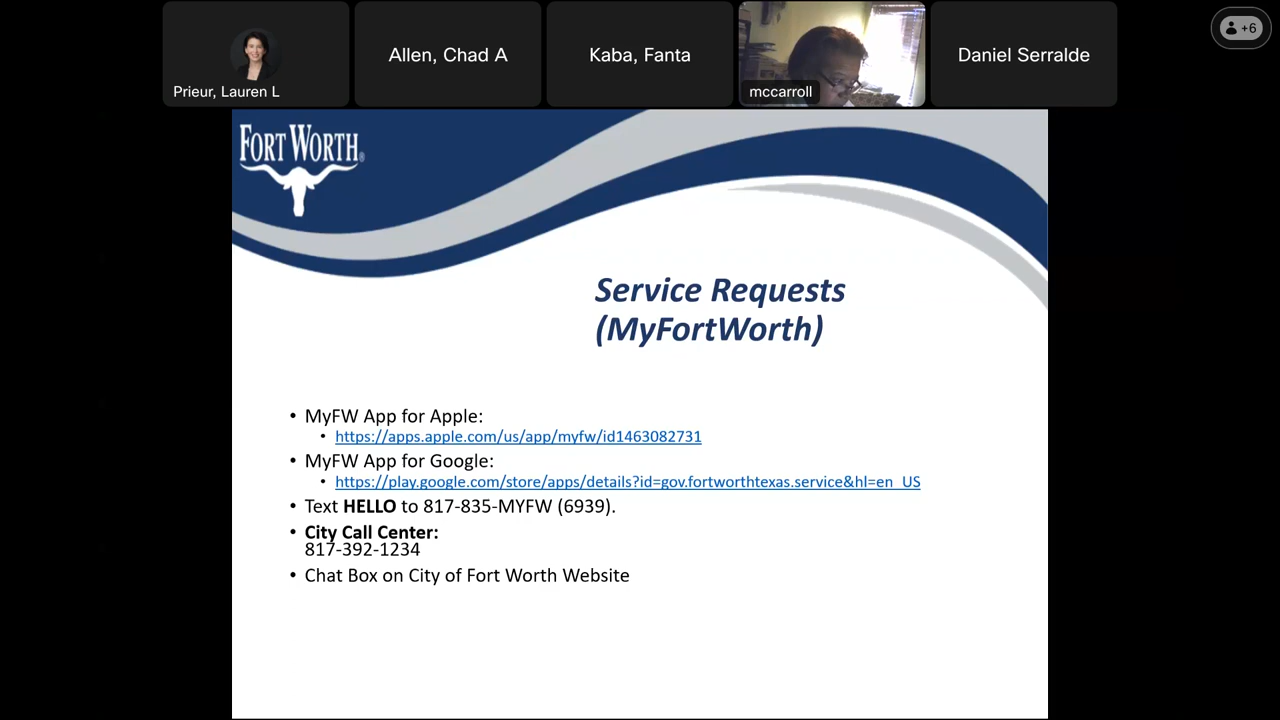 Prieur, Lauren L
Allen, Chad A
Kaba, Fanta
mccarroll
Daniel Serralde
+6
FORT WORTH®
Service Requests
(MyFortWorth)
• MyFW App for Apple:
• https://apps.apple.com/us/app/myfw/id1463082731
• MyFW App for Google:
• https://play.google.com/store/apps/details?id=gov.fortworthtexas.service&hl=en_US
• Text HELLO to 817-835-MYFW (6939).
• City Call Center:
817-392-1234
• Chat Box on City of Fort Worth Website